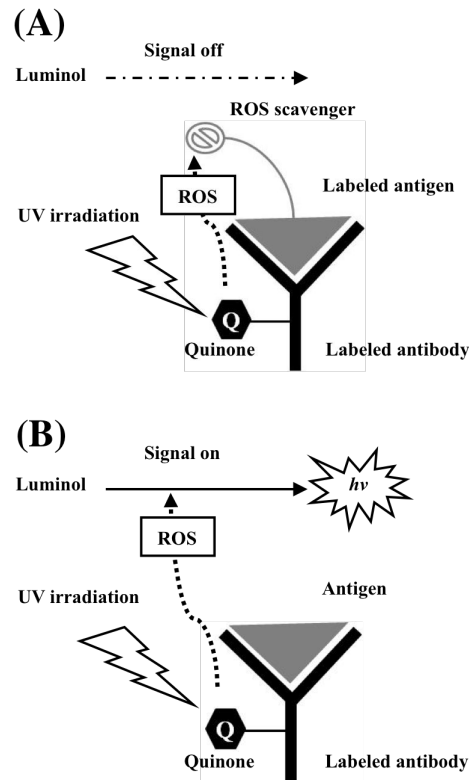 (A)
Signal off
Luminol
ROS scavenger
ROS
Labeled antigen
UV irradiation
Q
Quinone
Labeled antibody
(B)
Signal on
Luminol
hν
ROS
UV irradiation
Antigen
Q
Quinone
Labeled antibody